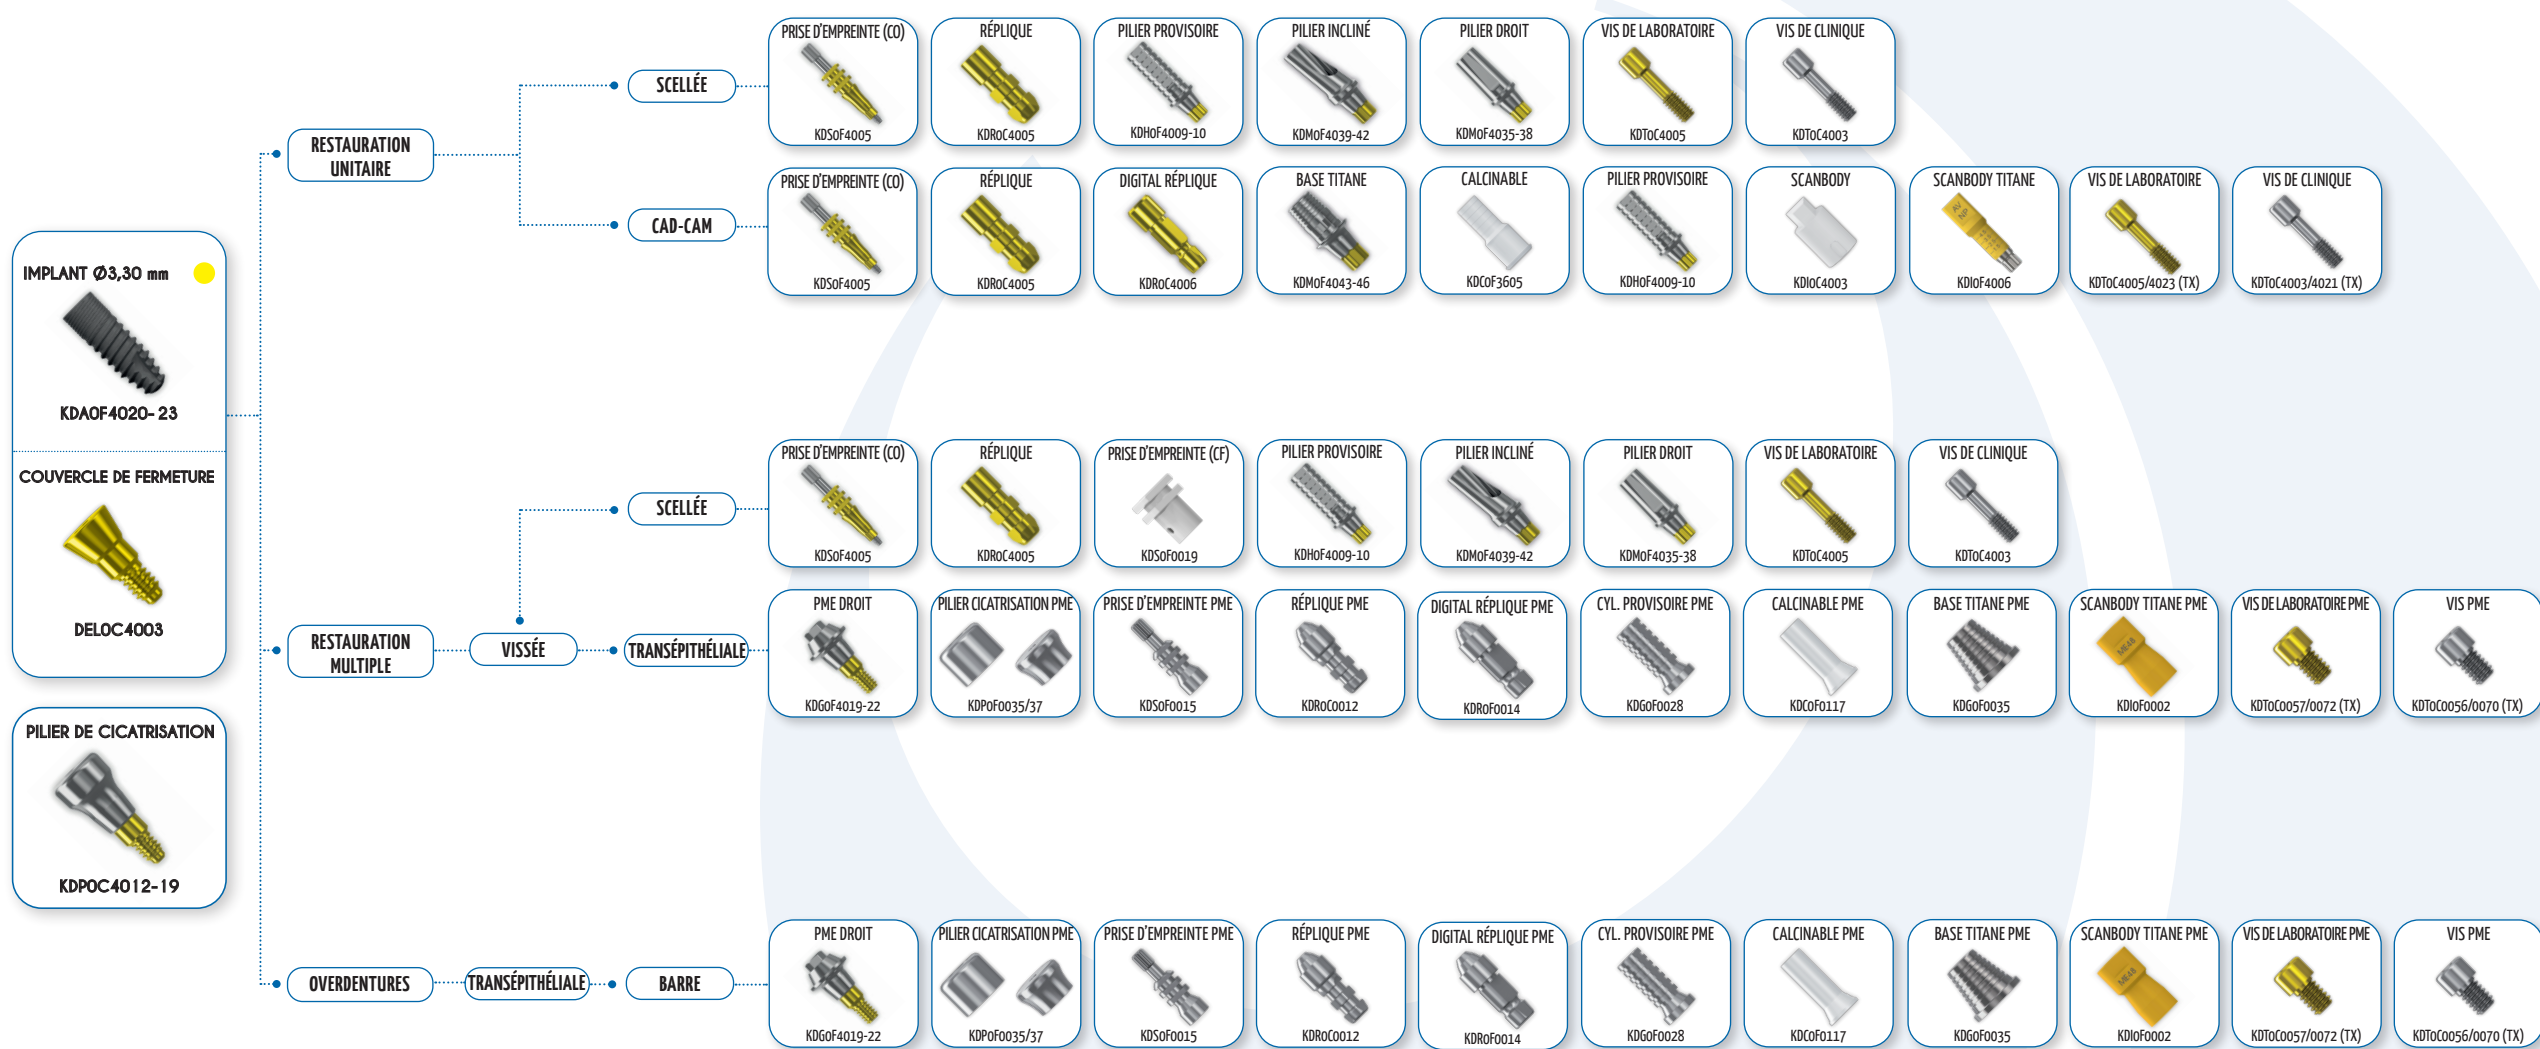 IMPLANT Ø3,30 mm
KDA0F4020-23
COUVERCLE DE FERMETURE
DEL0C4003
PILIER DE CICATRISATION
KDP0C4012-19
RESTAURATION
UNITAIRE
SCELLÉE
PRISE D'EMPREINTE (CO)
KDS0F4005
RÉPLIQUE
KDR0C4005
PILIER PROVISOIRE
KDH0F4009-10
PILIER INCLINÉ
KDM0F4039-42
PILIER DROIT
KDM0F4035-38
VIS DE LABORATOIRE
KDT0C4005
VIS DE CLINIQUE
KDT0C4003
CAD-CAM
PRISE D'EMPREINTE (CO)
KDS0F4005
RÉPLIQUE
KDR0C4005
DIGITAL RÉPLIQUE
KDR0C4006
BASE TITANE
KDM0F4043-46
CALCINABLE
KDC0F3605
PILIER PROVISOIRE
KDH0F4009-10
SCANBODY
KDI0C4003
SCANBODY TITANE
AV
NP
KDI0F4006
VIS DE LABORATOIRE
KDT0C4005/4023 (TX)
VIS DE CLINIQUE
KDT0C4003/4021 (TX)
RESTAURATION
MULTIPLE
VISSÉE
SCELLÉE
PRISE D'EMPREINTE (CO)
KDS0F4005
RÉPLIQUE
KDR0C4005
PRISE D'EMPREINTE (CF)
KDS0F0019
PILIER PROVISOIRE
KDH0F4009-10
PILIER INCLINÉ
KDM0F4039-42
PILIER DROIT
KDM0F4035-38
VIS DE LABORATOIRE
KDT0C4005
VIS DE CLINIQUE
KDT0C4003
TRANSÉPITHÉLIALE
PME DROIT
KDG0F4019-22
PILIER CICATRISATION PME
KDP0F0035/37
PRISE D'EMPREINTE PME
KDS0F0015
RÉPLIQUE PME
KDR0C0012
DIGITAL RÉPLIQUE PME
KDR0F0014
CYL. PROVISOIRE PME
KDG0F0028
CALCINABLE PME
KDC0F0117
BASE TITANE PME
KDG0F0035
SCANBODY TITANE PME
ME48
KDI0F0002
VIS DE LABORATOIRE PME
KDT0C0057/0072 (TX)
VIS PME
KDT0C0056/0070 (TX)
OVERDENTURES
TRANSÉPITHÉLIALE
BARRE
PME DROIT
KDG0F4019-22
PILIER CICATRISATION PME
KDP0F0035/37
PRISE D'EMPREINTE PME
KDS0F0015
RÉPLIQUE PME
KDR0C0012
DIGITAL RÉPLIQUE PME
KDR0F0014
CYL. PROVISOIRE PME
KDG0F0028
CALCINABLE PME
KDC0F0117
BASE TITANE PME
KDG0F0035
SCANBODY TITANE PME
ME48
KDI0F0002
VIS DE LABORATOIRE PME
KDT0C0057/0072 (TX)
VIS PME
KDT0C0056/0070 (TX)